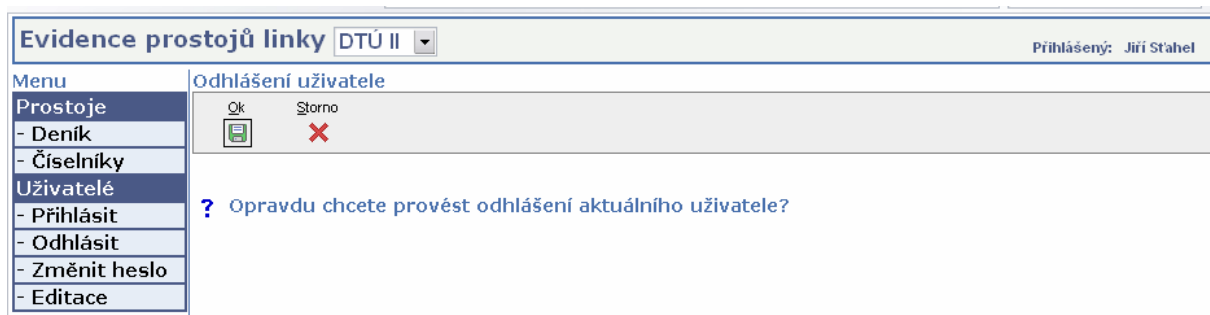 Evidence prostojů linky DTÚ II
Přihlášený: Jiří Sťahel
Menu
Prostoje
- Deník
- Číselníky
Uživatelé
- Přihlásit
- Odhlásit
- Změnit heslo
- Editace
Odhlášení uživatele
Ok Storno
? Opravdu chcete provést odhlášení aktuálního uživatele?